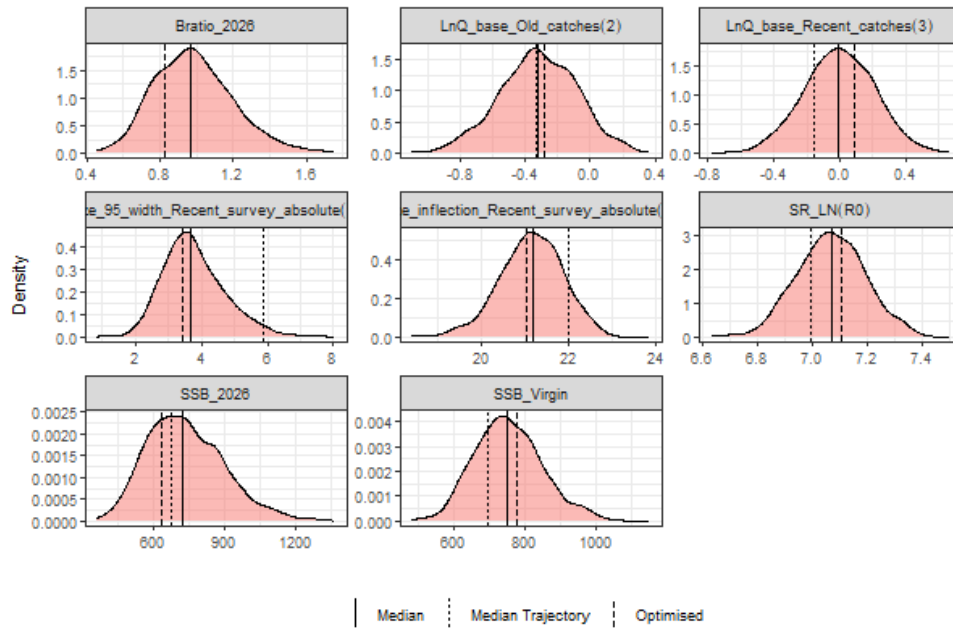 Bratio_2026
LnQ_base_Old_catches(2)
LnQ_base_Recent_catches(3)
1.5
1.0
0.5
0.0
0.4 0.8 1.2 1.6
1.5
1.0
0.5
0.0
-0.8 -0.4 0.0
1.5
1.0
0.5
0.0
-0.8 -0.4 0.0 0.4
ze_95_width_Recent_survey_absolute(
e_inflection_Recent_survey_absolute(
SR_LN(R0)
0.4
0.3
0.2
0.1
0.0
2 4 6 8
0.4
0.2
0.0
20 22 24
3
2
1
0
6.6 6.8 7.0 7.2 7.4
Density
SSB_2026
SSB_Virgin
0.0025
0.0020
0.0015
0.0010
0.0005
0.0000
600 900 1200
0.004
0.003
0.002
0.001
0.000
600 800 1000
Median Median Trajectory Optimised